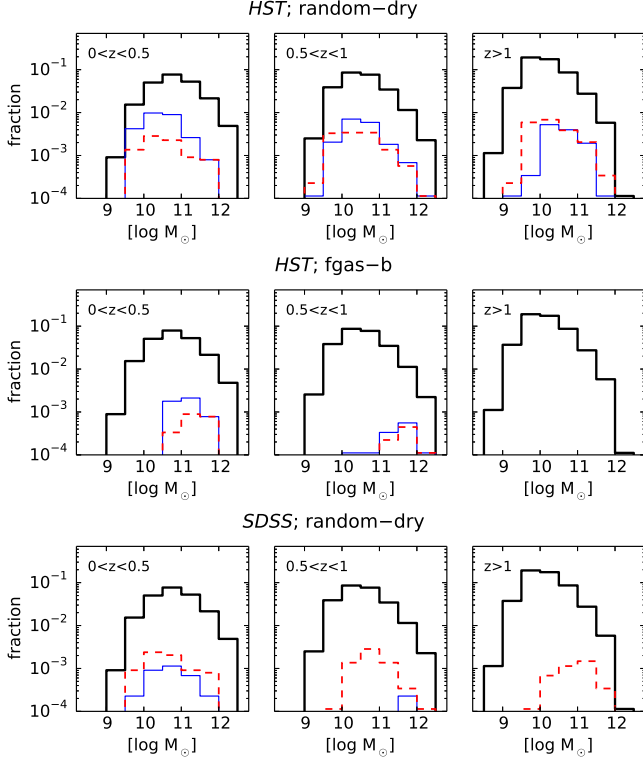 HST; random−dry
0<z<0.5 0.5<z<1 z>1
fraction
10⁻¹
10⁻²
10⁻³
10⁻⁴
9 10 11 12 9 10 11 12 9 10 11 12
[log M☉] [log M☉] [log M☉]
HST; fgas−b
0<z<0.5 0.5<z<1 z>1
fraction
10⁻¹
10⁻²
10⁻³
10⁻⁴
9 10 11 12 9 10 11 12 9 10 11 12
[log M☉] [log M☉] [log M☉]
SDSS; random−dry
0<z<0.5 0.5<z<1 z>1
fraction
10⁻¹
10⁻²
10⁻³
10⁻⁴
9 10 11 12 9 10 11 12 9 10 11 12
[log M☉] [log M☉] [log M☉]